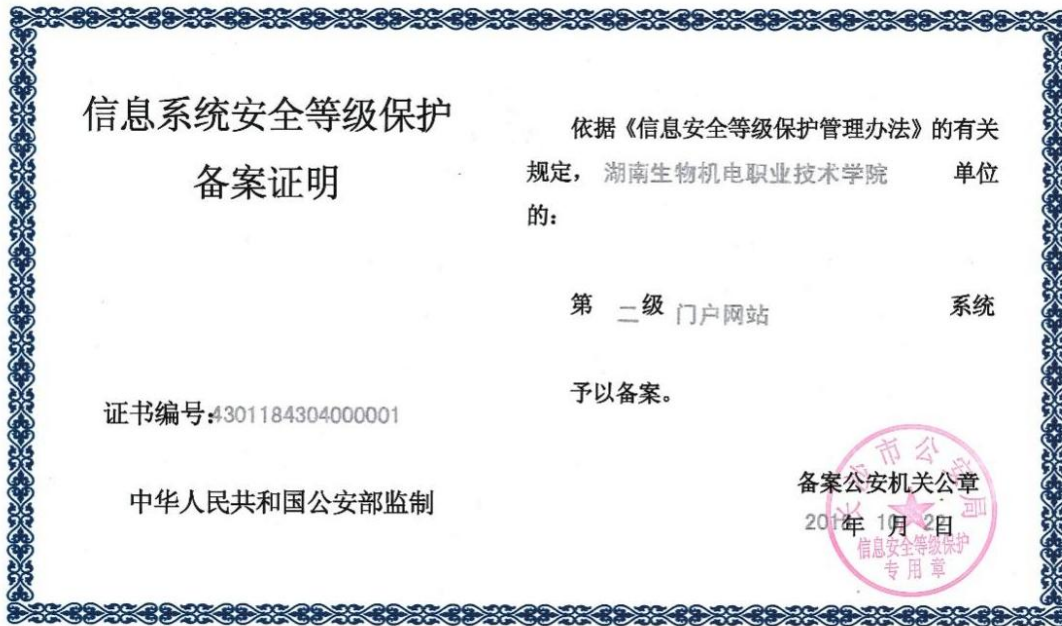 信息系统安全等级保护
备案证明
证书编号:4301184304000001
中华人民共和国公安部监制
依据《信息安全等级保护管理办法》的有关
规定， 湖南生物机电职业技术学院 单位
的：
第 二级 门户网站 系统
予以备案。
备案公安机关公章
年 10月 日
长沙市公安局
信息安全等级保护
专用章